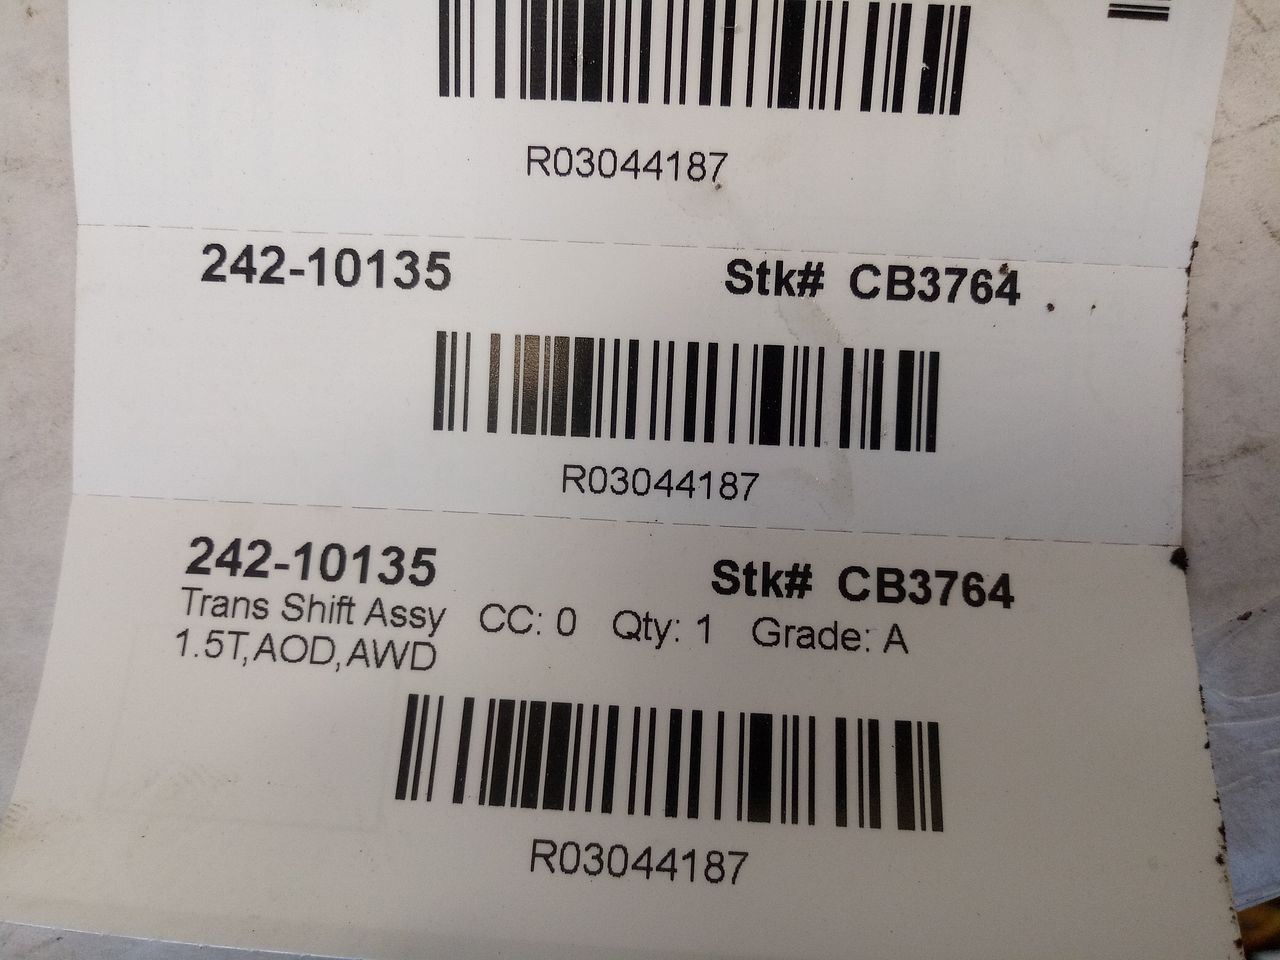 R03044187
242-10135 Stk# CB3764
R03044187
242-10135 Stk# CB3764
Trans Shift Assy CC: 0 Qty: 1 Grade: A
1.5T,AOD,AWD
R03044187